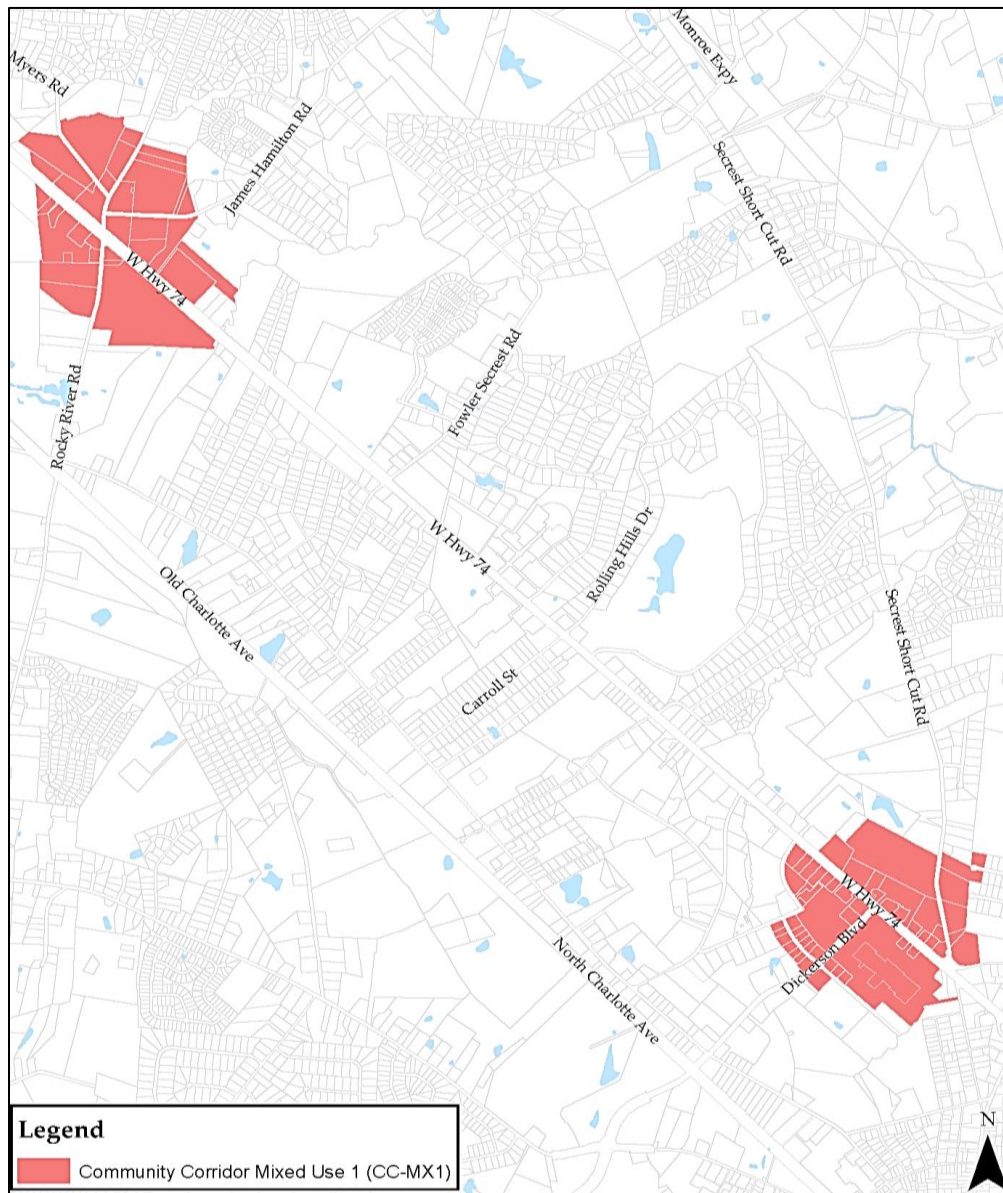 Monroe Expy
Myers Rd
James Hamilton Rd
Secrest Short Cut Rd
W Hwy 74
Fowler Secrest Rd
Rocky River Rd
W Hwy 74
Rolling Hills Dr
Old Charlotte Ave
Secrest Short Cut Rd
Carroll St
W Hwy 74
Dickerson Blvd
North Charlotte Ave
N
Legend
Community Corridor Mixed Use 1 (CC-MX1)